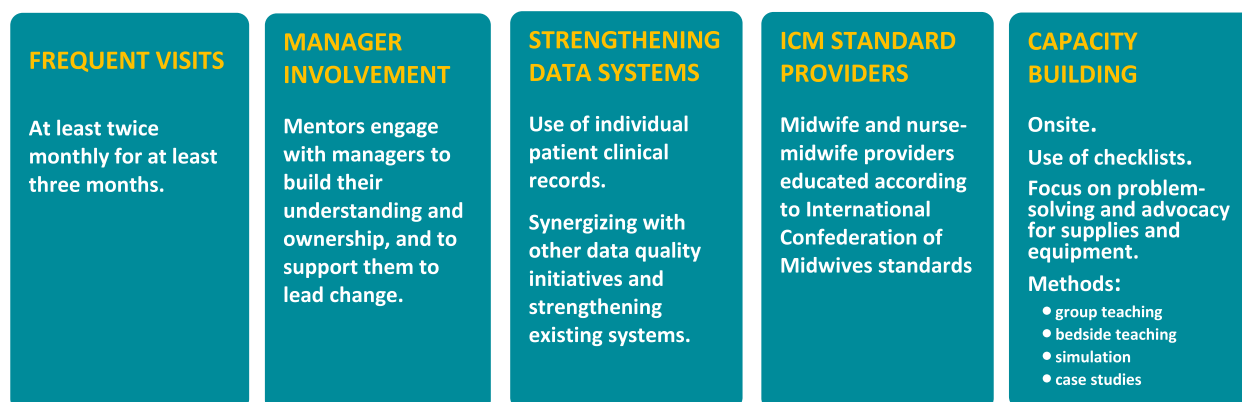 FREQUENT VISITS
At least twice
monthly for at least
three months.
MANAGER
INVOLVEMENT
Mentors engage
with managers to
build their
understanding and
ownership, and to
support them to
lead change.
STRENGTHENING
DATA SYSTEMS
Use of individual
patient clinical
records.
Synergizing with
other data quality
initiatives and
strengthening
existing systems.
ICM STANDARD
PROVIDERS
Midwife and nurse-
midwife providers
educated according
to International
Confederation of
Midwives standards
CAPACITY
BUILDING
Onsite.
Use of checklists.
Focus on problem-
solving and advocacy
for supplies and
equipment.
Methods:
• group teaching
• bedside teaching
• simulation
• case studies